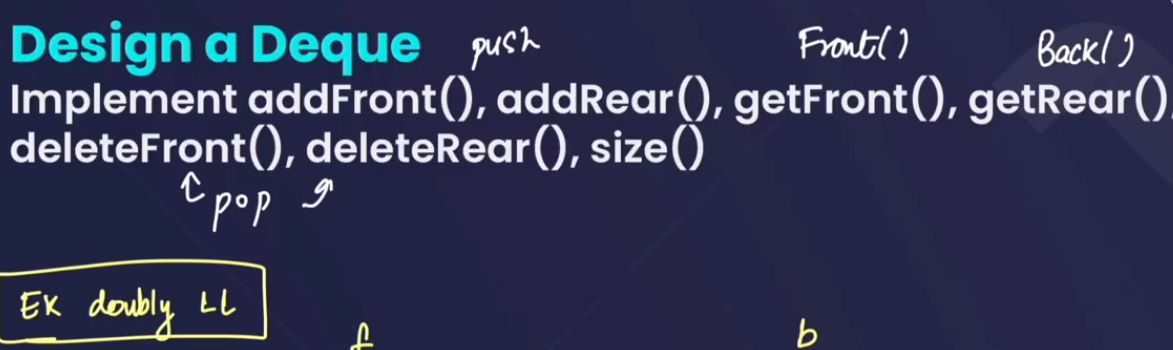 Design a Deque push Front() Back()
Implement addFront(), addRear(), getFront(), getRear()
deleteFront(), deleteRear(), size()
pop
Ex doubly LL
f b